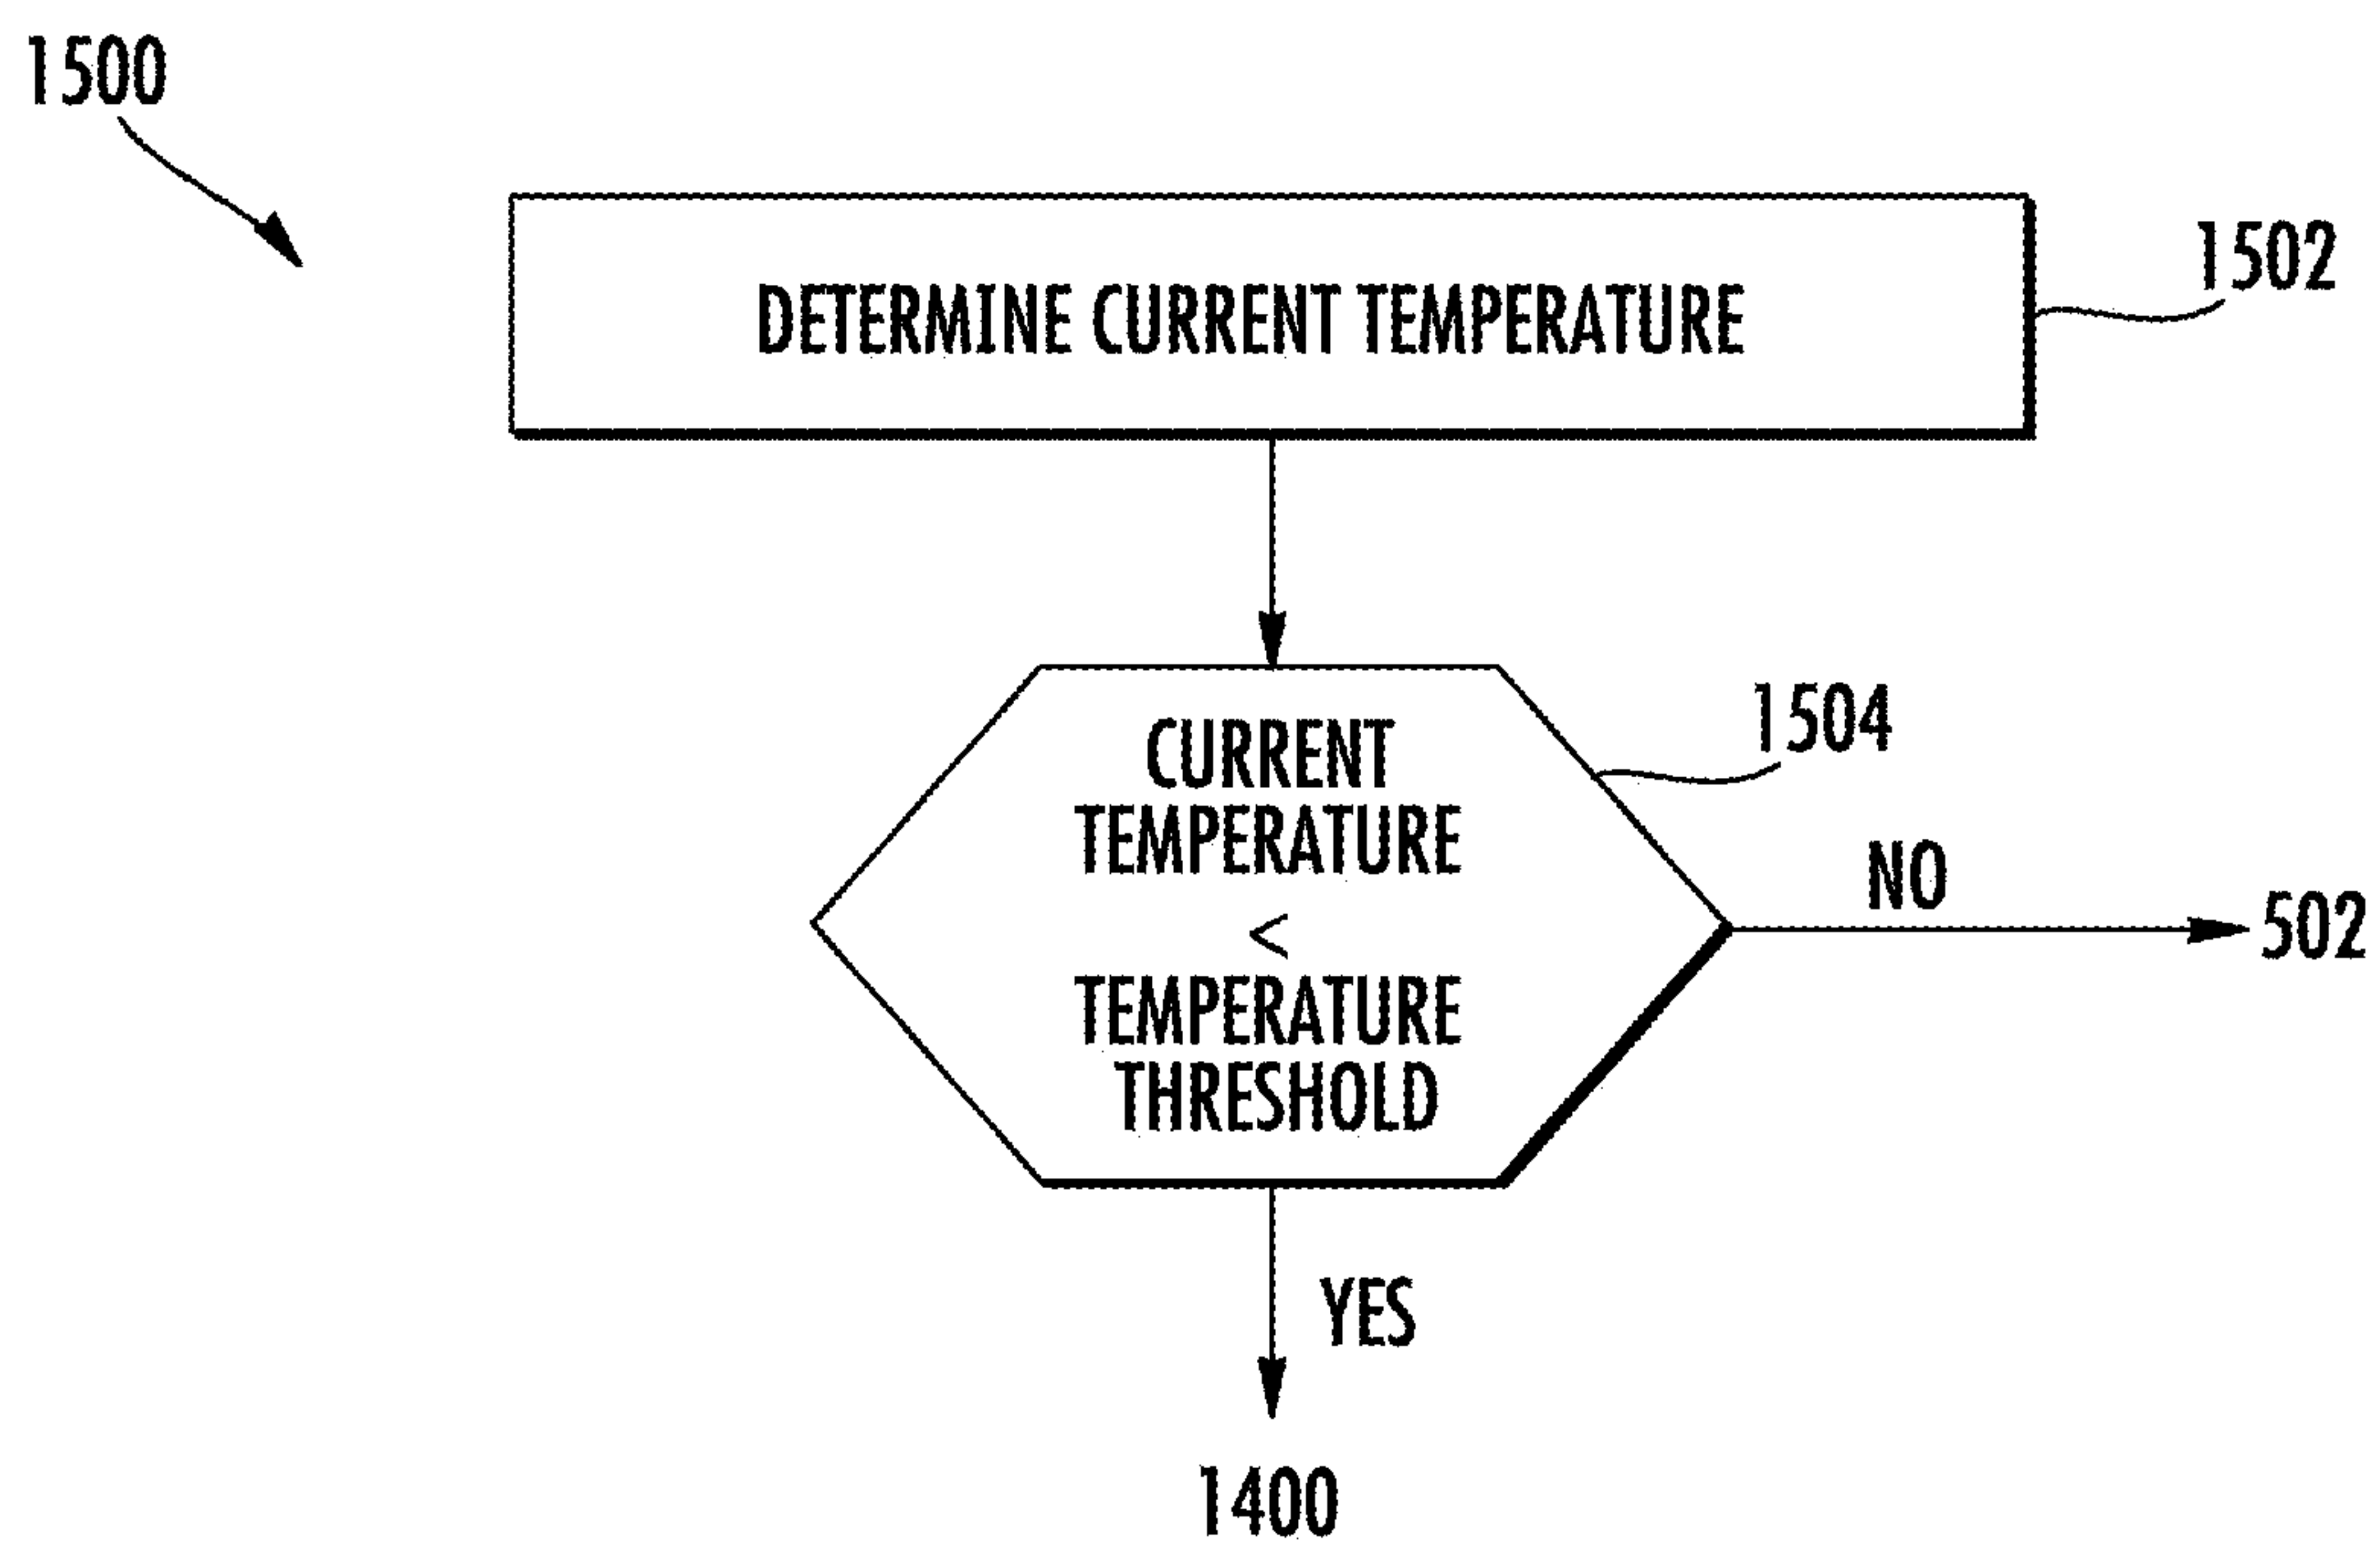 1500
1502
DETERMINE CURRENT TEMPERATURE
1504
CURRENT
TEMPERATURE
<
TEMPERATURE
THRESHOLD
NO
502
YES
1400